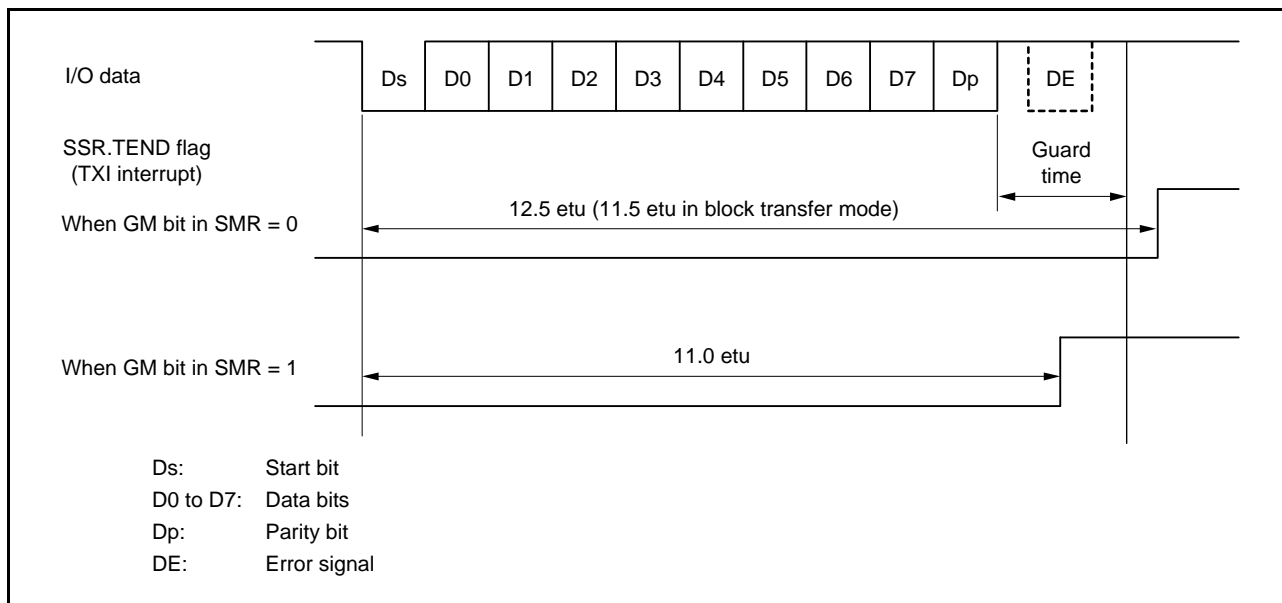 I/O data
Ds D0 D1 D2 D3 D4 D5 D6 D7 Dp DE
SSR.TEND flag
(TXI interrupt)
Guard
time
When GM bit in SMR = 0
12.5 etu (11.5 etu in block transfer mode)
When GM bit in SMR = 1
11.0 etu
Ds: Start bit
D0 to D7: Data bits
Dp: Parity bit
DE: Error signal